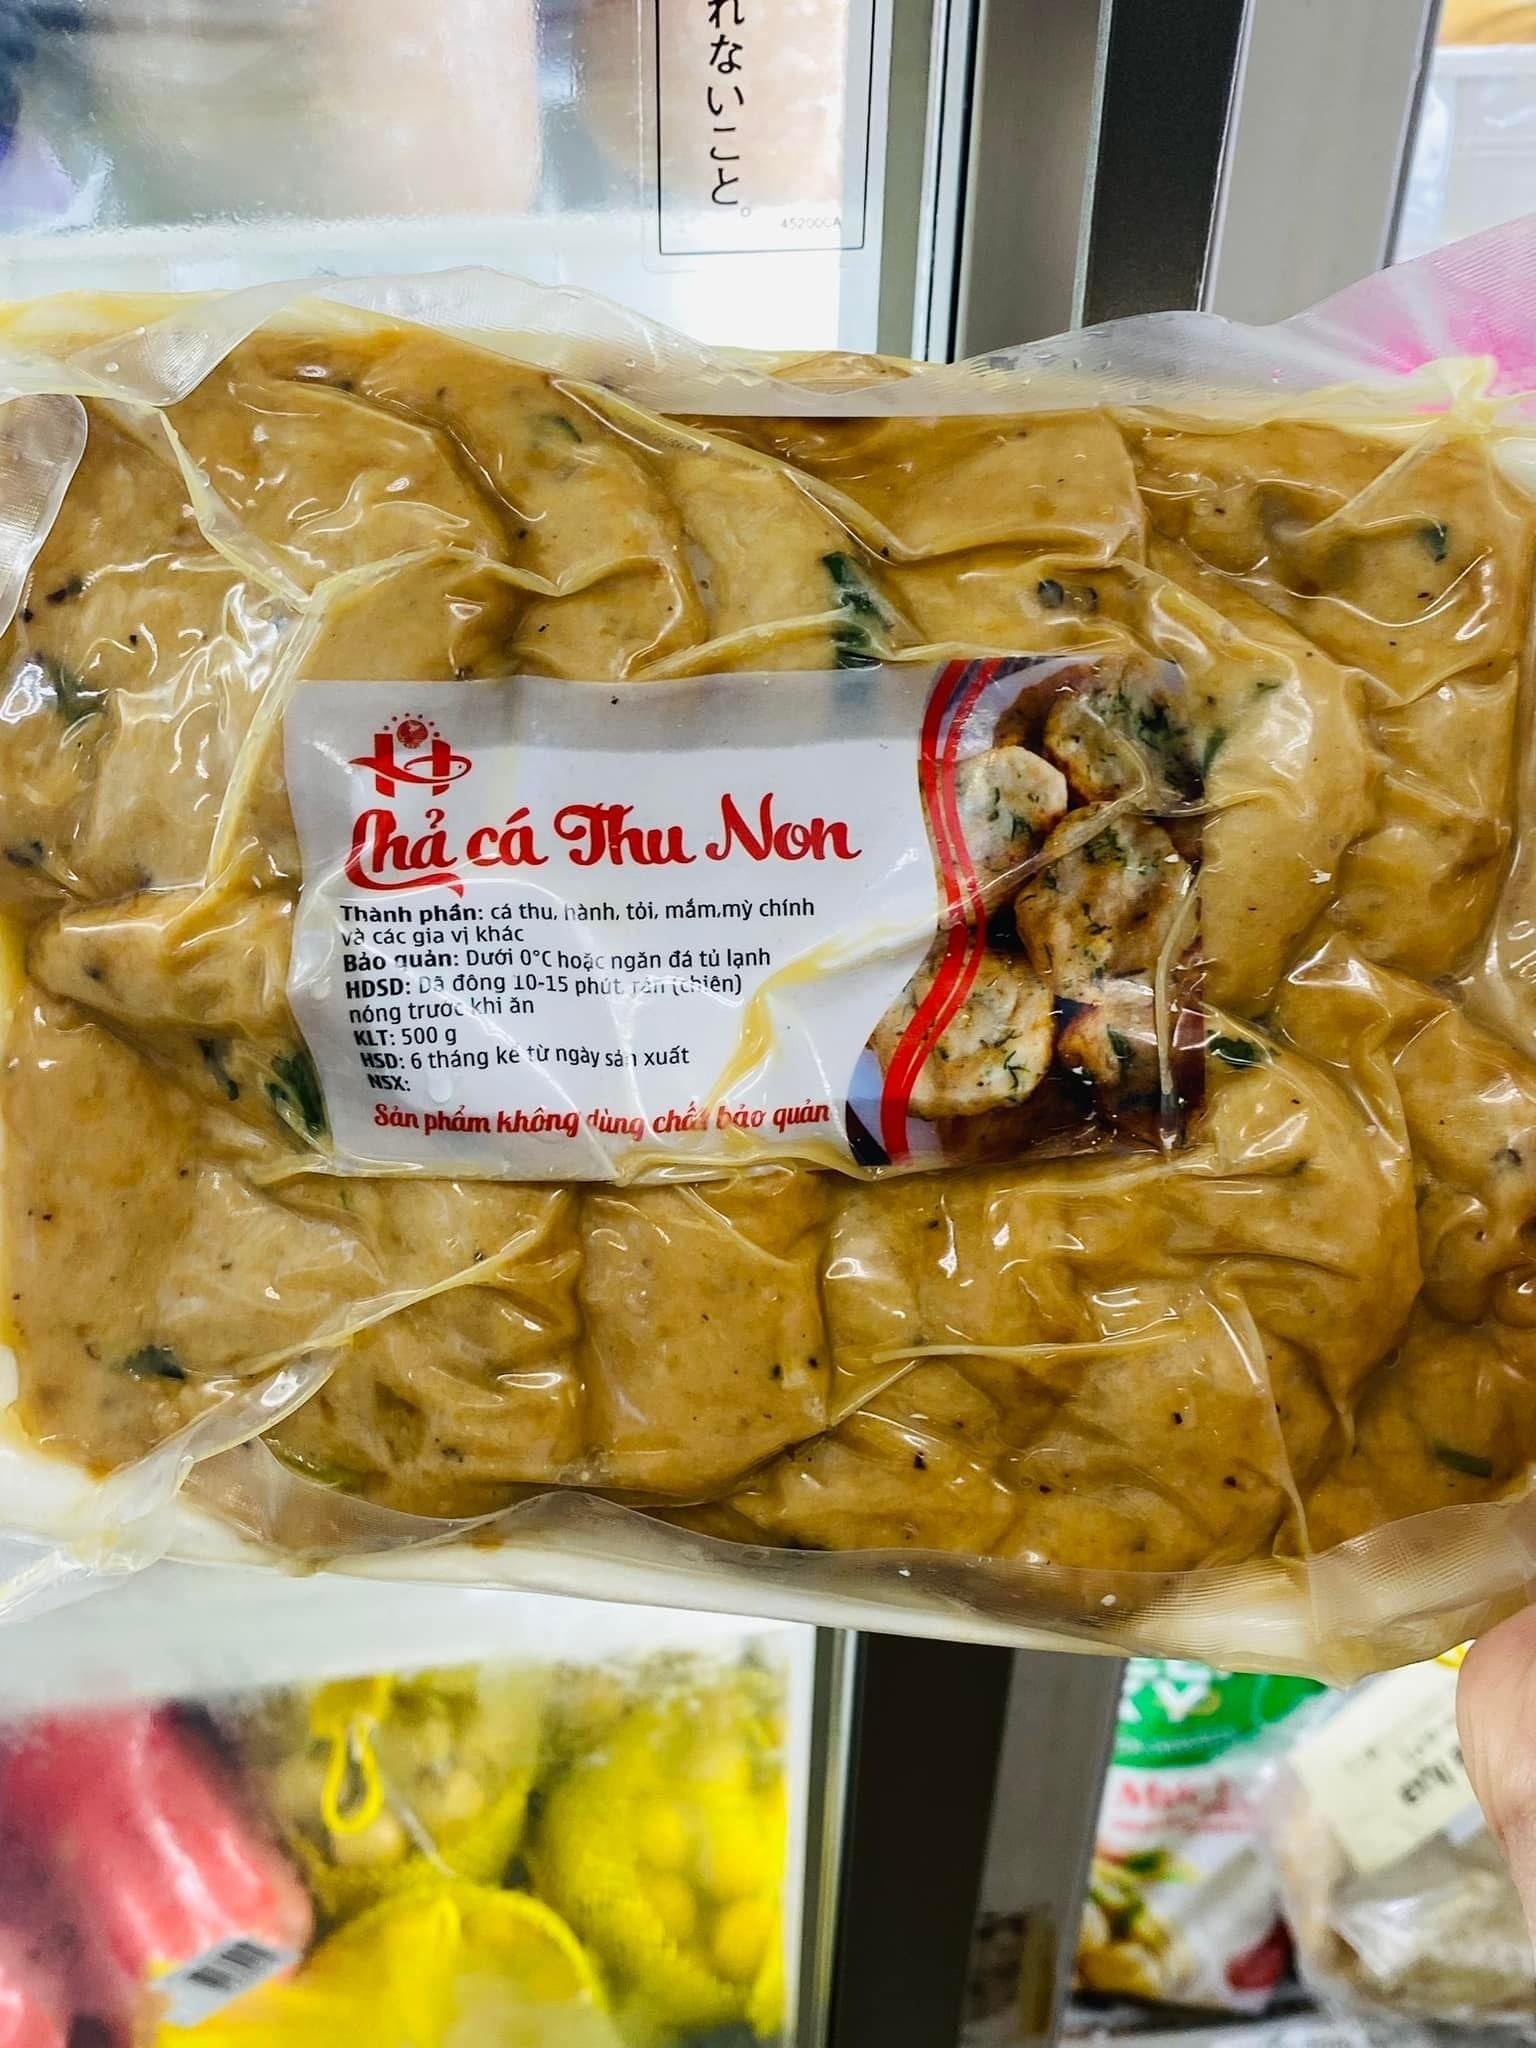 れないこと。
45200CA
H
Chả cá Thu Non
Thành phần: cá thu, hành, tỏi, mắm,mỳ chính
và các gia vị khác
Bảo quản: Dưới 0°C hoặc ngăn đá tủ lạnh
HDSD: Dã đông 10-15 phút, rán (chiên)
nóng trước khi ăn
KLT: 500 g
HSD: 6 tháng kể từ ngày sản xuất
NSX:
Sản phẩm không dùng chất bảo quản
KY